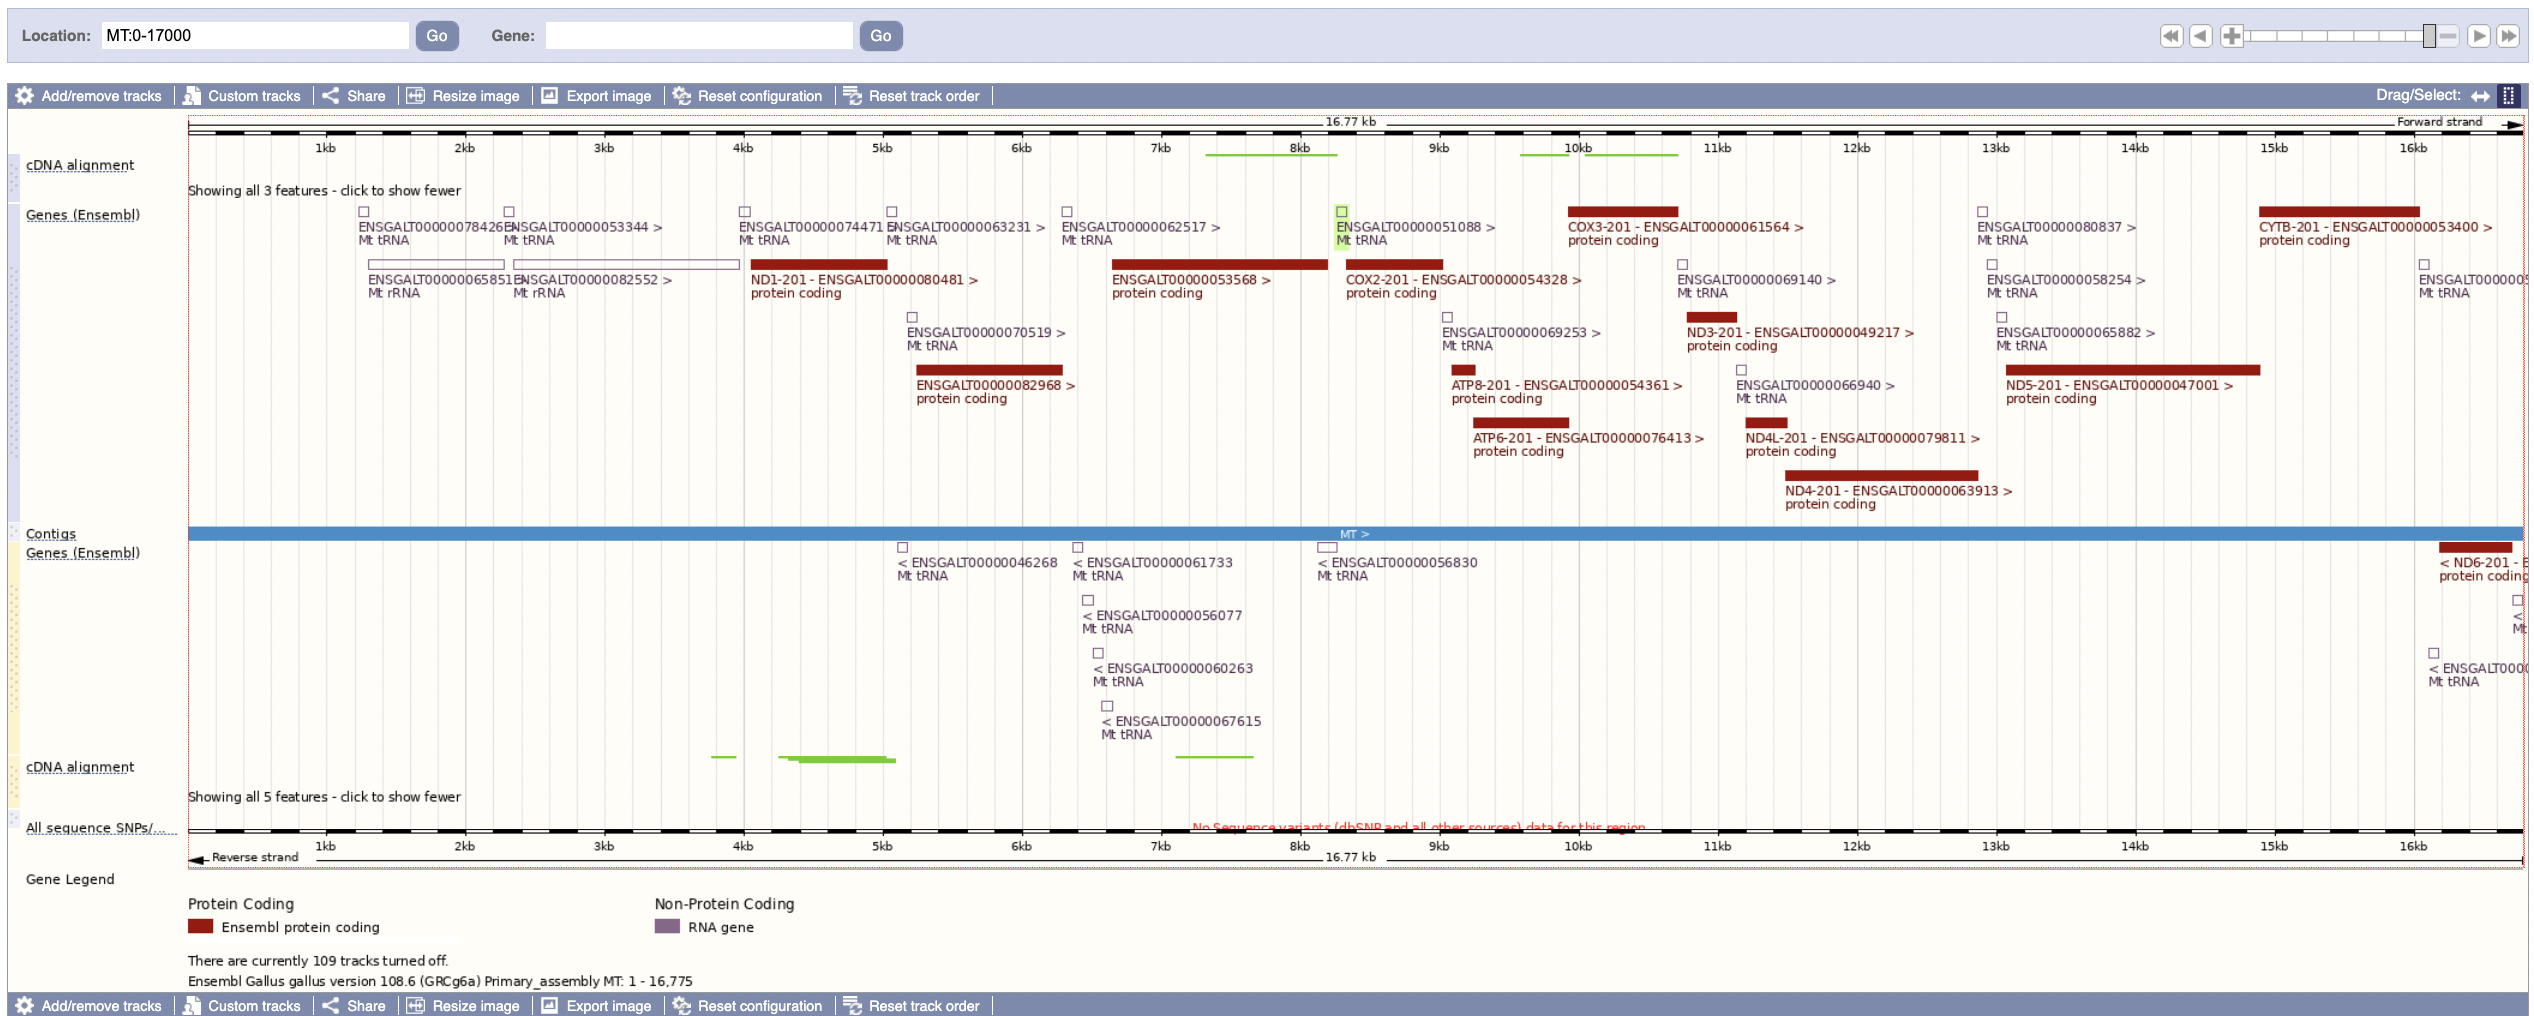 Location: MT:0-17000 Go Gene: Go
Add/remove tracks Custom tracks Share Resize image Export image Reset configuration Reset track order Drag/Select:
16.77 kb Forward strand
1kb 2kb 3kb 4kb 5kb 6kb 7kb 8kb 9kb 10kb 11kb 12kb 13kb 14kb 15kb 16kb
cDNA alignment
Showing all 3 features - click to show fewer
Genes (Ensembl)
ENSGALT00000078426 ENSGALT00000053344 > ENSGALT00000074471 ENSGALT00000063231 > ENSGALT00000062517 > ENSGALT00000051088 > COX3-201 - ENSGALT00000061564 > ENSGALT00000080837 > CYTB-201 - ENSGALT00000053400 >
Mt tRNA Mt tRNA Mt tRNA Mt tRNA Mt tRNA Mt tRNA protein coding Mt tRNA protein coding
ENSGALT00000065851 ENSGALT00000082552 > ND1-201 - ENSGALT00000080481 > ENSGALT00000053568 > COX2-201 - ENSGALT00000054328 > ENSGALT00000069140 > ENSGALT00000058254 > ENSGALT0000005
Mt rRNA Mt rRNA protein coding protein coding protein coding Mt tRNA Mt tRNA Mt tRNA
ENSGALT00000070519 > ENSGALT00000069253 > ND3-201 - ENSGALT00000049217 > ENSGALT00000065882 >
Mt tRNA Mt tRNA protein coding Mt tRNA
ENSGALT00000082968 > ATP8-201 - ENSGALT00000054361 > ENSGALT00000066940 > ND5-201 - ENSGALT00000047001 >
protein coding protein coding Mt tRNA protein coding
ATP6-201 - ENSGALT00000076413 > ND4L-201 - ENSGALT00000079811 >
protein coding protein coding
ND4-201 - ENSGALT00000063913 >
protein coding
Contigs MT >
Genes (Ensembl)
< ENSGALT00000046268 < ENSGALT00000061733 < ENSGALT00000056830 < ND6-201 - E
Mt tRNA Mt tRNA Mt tRNA protein coding
< ENSGALT00000056077 <
Mt tRNA Mt
< ENSGALT00000060263 < ENSGALT000
Mt tRNA Mt tRNA
< ENSGALT00000067615
Mt tRNA
cDNA alignment
Showing all 5 features - click to show fewer
All sequence SNPs/... No Sequence variants (dbSNP and all other sources) data for this region
1kb 2kb 3kb 4kb 5kb 6kb 7kb 8kb 9kb 10kb 11kb 12kb 13kb 14kb 15kb 16kb
Reverse strand 16.77 kb
Gene Legend
Protein Coding Non-Protein Coding
Ensembl protein coding RNA gene
There are currently 109 tracks turned off.
Ensembl Gallus gallus version 108.6 (GRCg6a) Primary_assembly MT: 1 - 16,775
Add/remove tracks Custom tracks Share Resize image Export image Reset configuration Reset track order